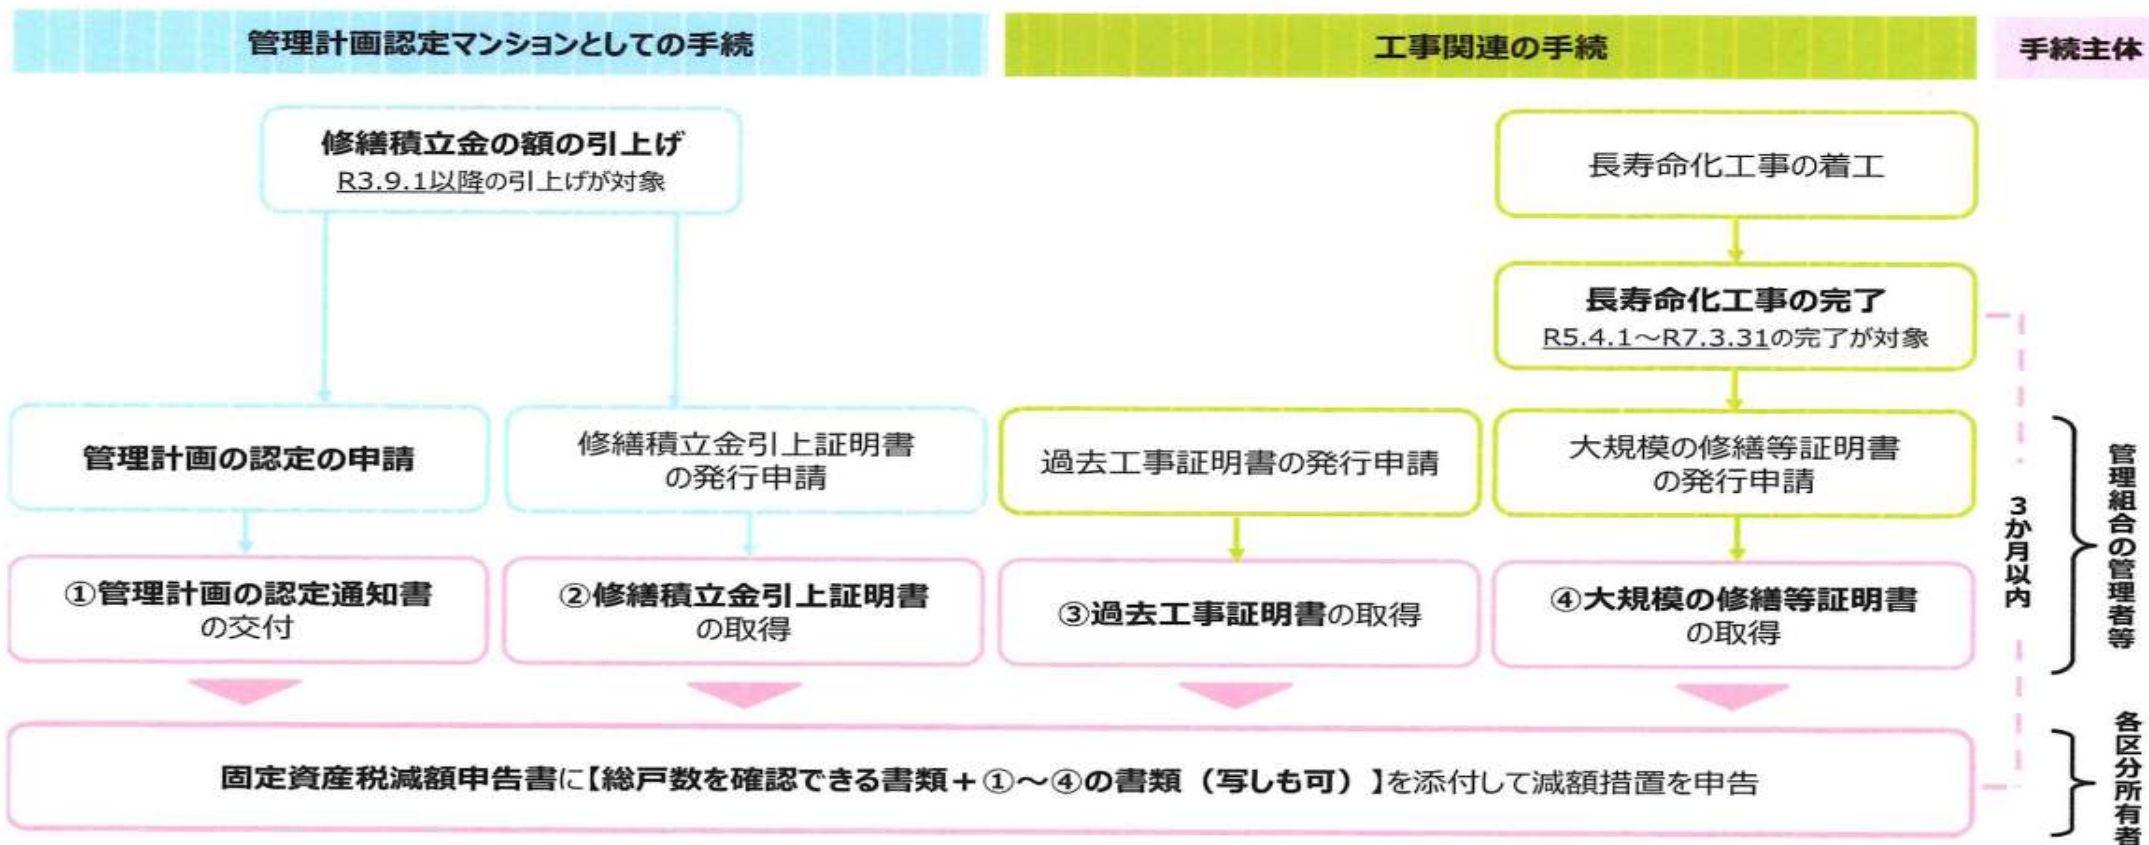 管理計画認定マンションとしての手続
工事関連の手続
手続主体
修繕積立金の額の引上げ
R3.9.1以降の引上げが対象
長寿命化工事の着工
長寿命化工事の完了
R5.4.1～R7.3.31の完了が対象
管理計画の認定の申請
修繕積立金引上証明書
の発行申請
過去工事証明書の発行申請
大規模の修繕等証明書
の発行申請
①管理計画の認定通知書
の交付
②修繕積立金引上証明書
の取得
③過去工事証明書の取得
④大規模の修繕等証明書
の取得
3か月以内
管理組合の管理者等
固定資産税減額申告書に【総戸数を確認できる書類＋①～④の書類（写しも可）】を添付して減額措置を申告
各区分所有者